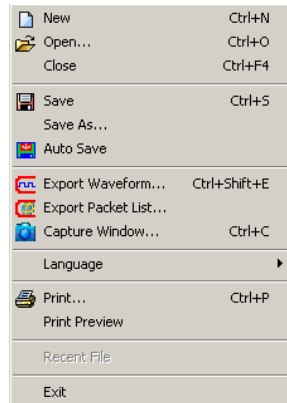 New Ctrl+N
Open... Ctrl+O
Close Ctrl+F4
Save Ctrl+S
Save As...
Auto Save
Export Waveform... Ctrl+Shift+E
Export Packet List...
Capture Window... Ctrl+C
Language
Print... Ctrl+P
Print Preview
Recent File
Exit